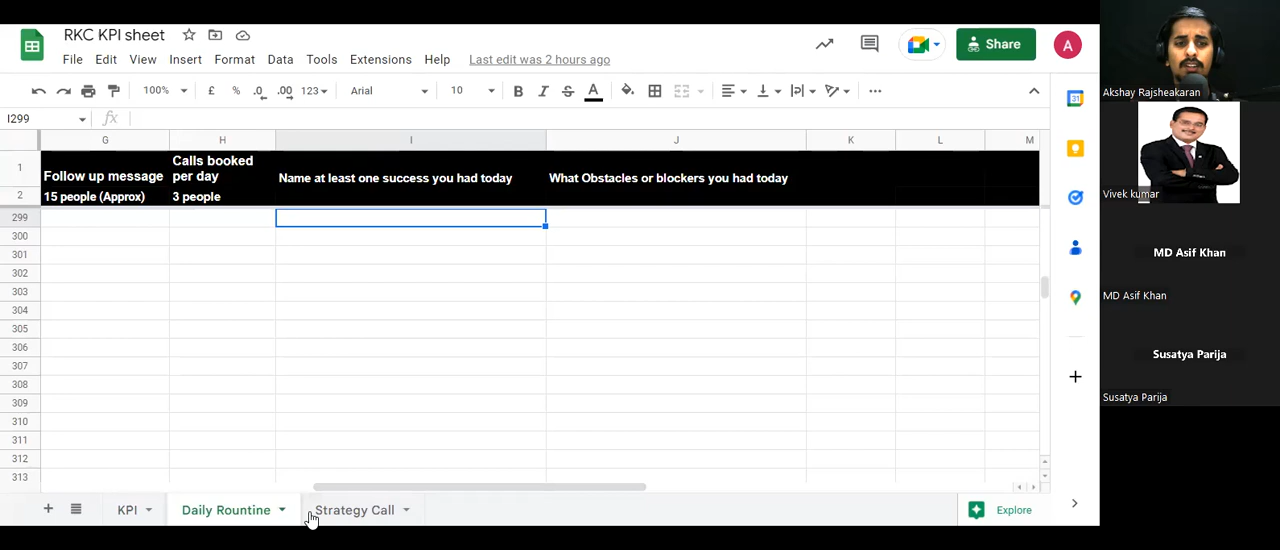 RKC KPI sheet
File Edit View Insert Format Data Tools Extensions Help Last edit was 2 hours ago
Share
A
100% £ % .0 .00 123 Arial 10 B I S A
I299 fx
G H I J K L M
1 Follow up message Calls booked per day Name at least one success you had today What Obstacles or blockers you had today
2 15 people (Approx) 3 people
299
300
301
302
303
304
305
306
307
308
309
310
311
312
313
KPI Daily Rountine Strategy Call
Explore
31
Akshay Rajsheakaran
Vivek kumar
MD Asif Khan
MD Asif Khan
Susatya Parija
Susatya Parija